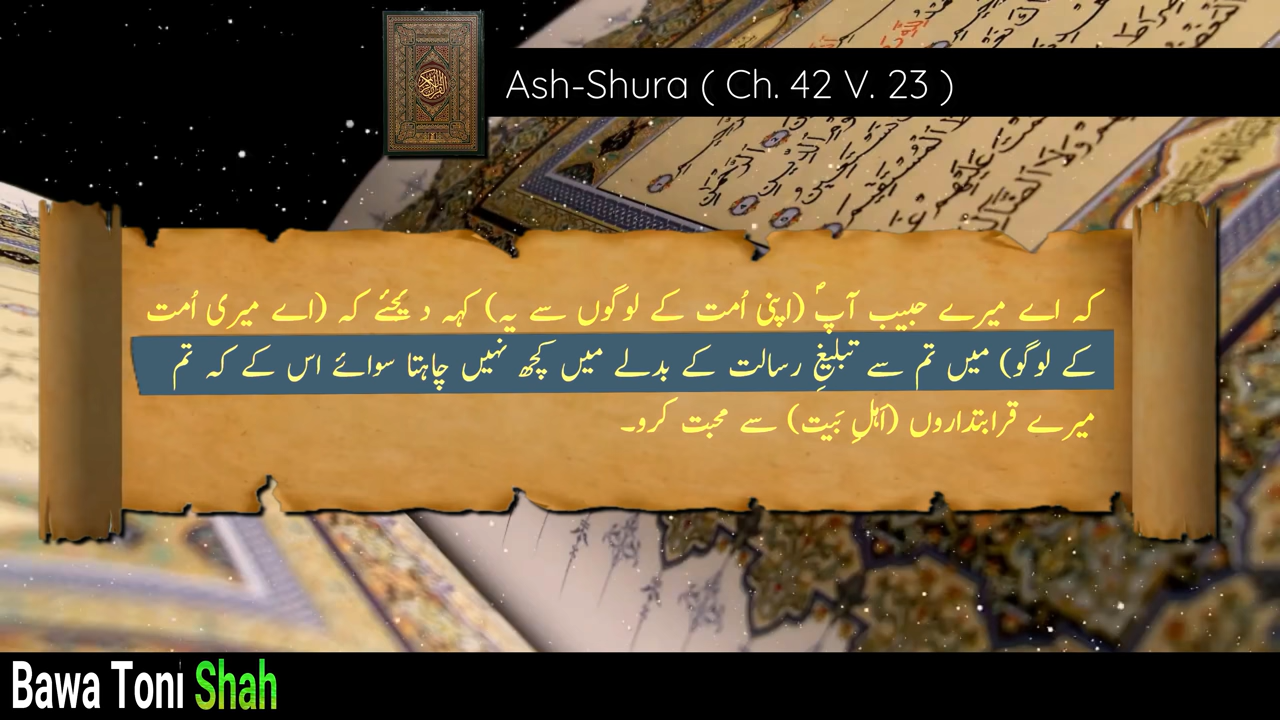 Ash-Shura ( Ch. 42 V. 23 )
کہ اے میرے حبیب آپؐ (اپنی اُمت کے لوگوں سے یہ) کہہ دیجئے کہ (اے میری اُمت
کے لوگو) میں تم سے تبلیغِ رسالت کے بدلے میں کچھ نہیں چاہتا سوائے اس کے کہ تم
میرے قرابتداروں (اَہلِ بَیت) سے محبت کرو۔
Bawa Toni Shah